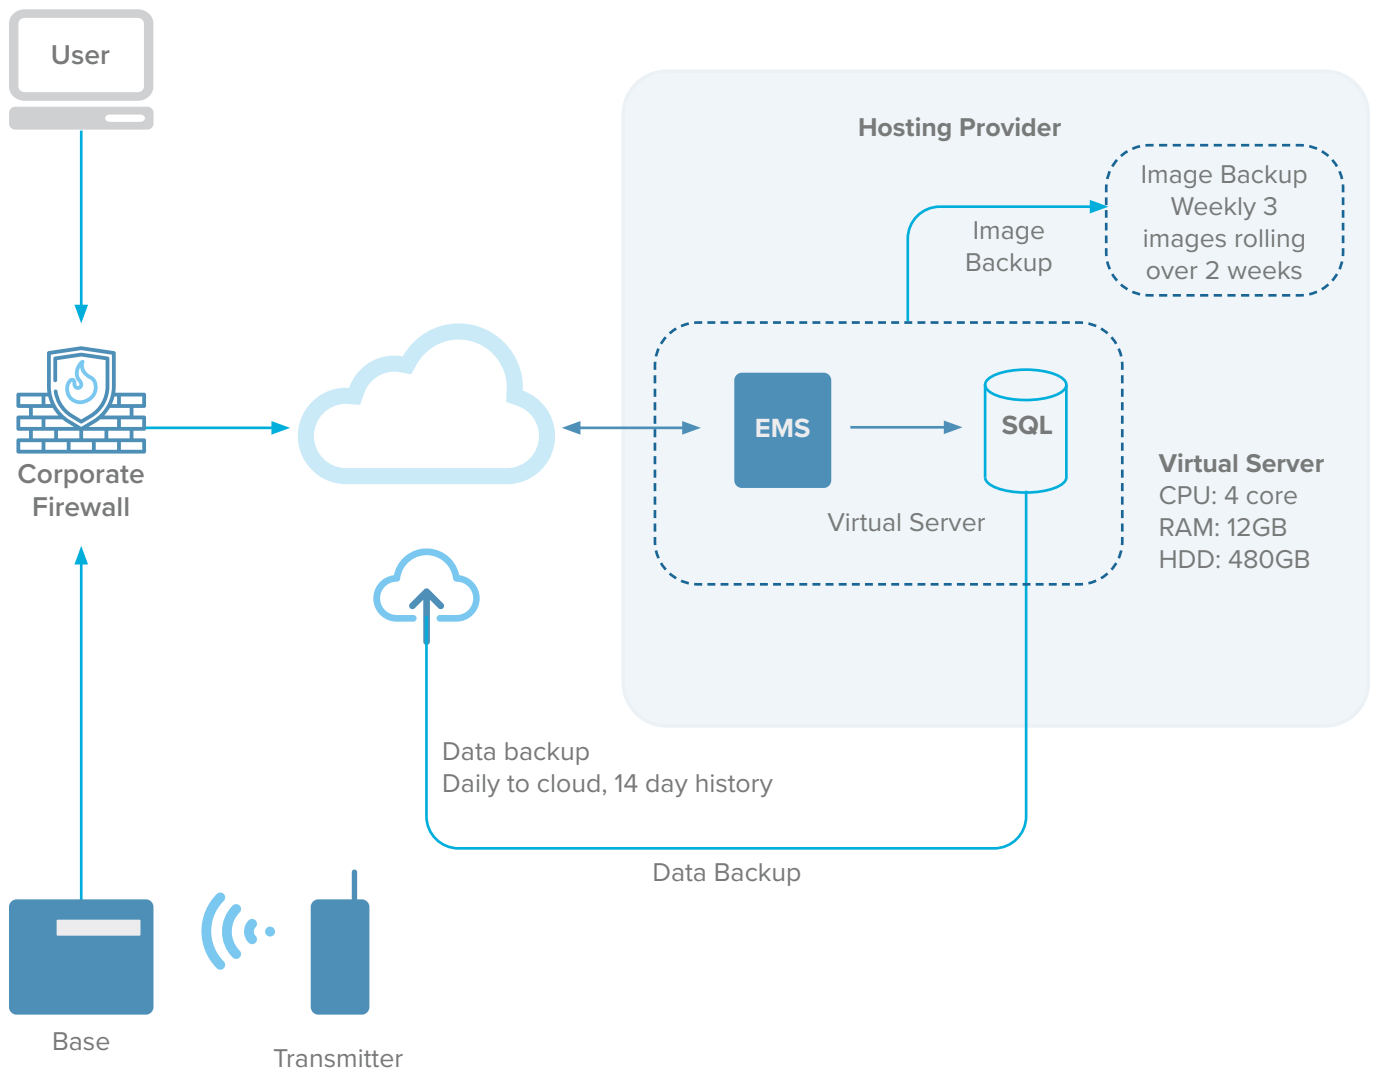 User
Hosting Provider
Image Backup
Weekly 3
images rolling
over 2 weeks
Image
Backup
EMS
SQL
Virtual Server
Corporate
Firewall
Virtual Server
CPU: 4 core
RAM: 12GB
HDD: 480GB
Data backup
Daily to cloud, 14 day history
Data Backup
Base
Transmitter